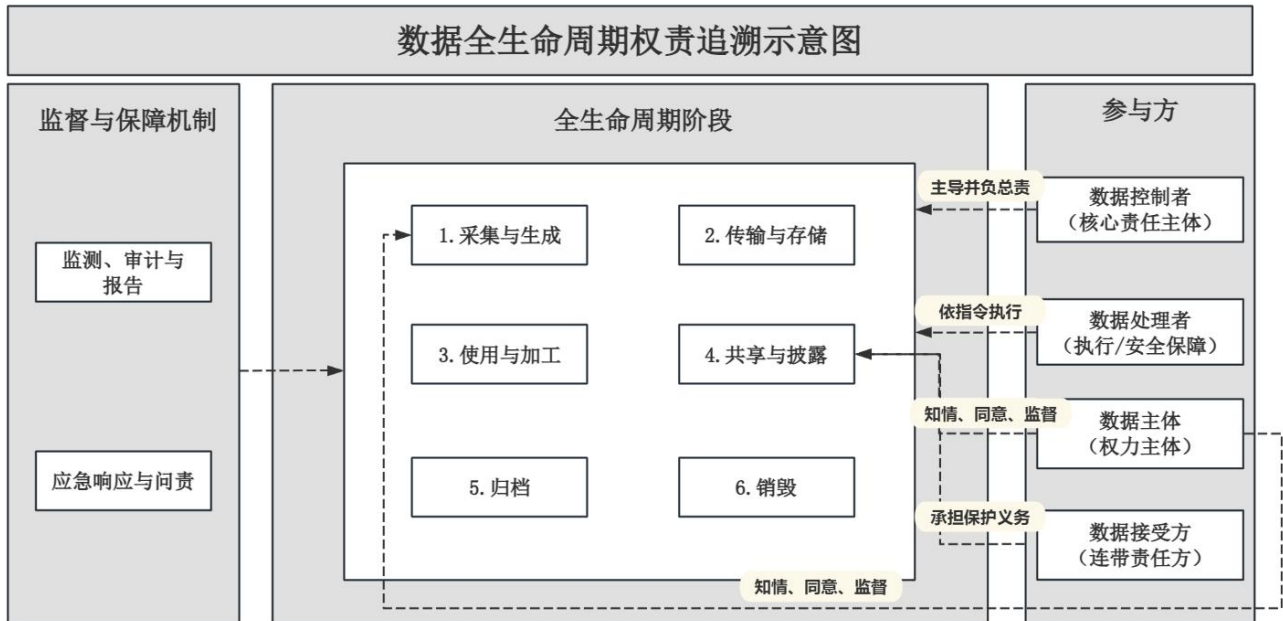 数据全生命周期权责追溯示意图
监督与保障机制
监测、审计与
报告
应急响应与问责
全生命周期阶段
1.采集与生成
2.传输与存储
3.使用与加工
4.共享与披露
5.归档
6.销毁
主导并负总责
依指令执行
知情、同意、监督
承担保护义务
知情、同意、监督
参与方
数据控制者
（核心责任主体）
数据处理者
（执行/安全保障）
数据主体
（权力主体）
数据接受方
（连带责任方）